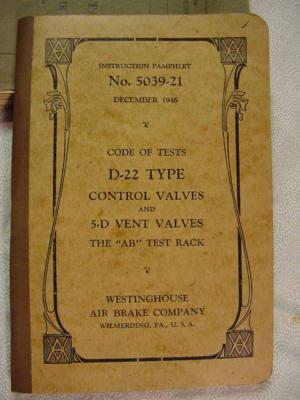 INSTRUCTION PAMPHLET
No. 5039-21
DECEMBER 1946
CODE OF TESTS
D-22 TYPE
CONTROL VALVES
AND
5-D VENT VALVES
THE "AB" TEST RACK
WESTINGHOUSE
AIR BRAKE COMPANY
WILMERDING, PA., U. S. A.